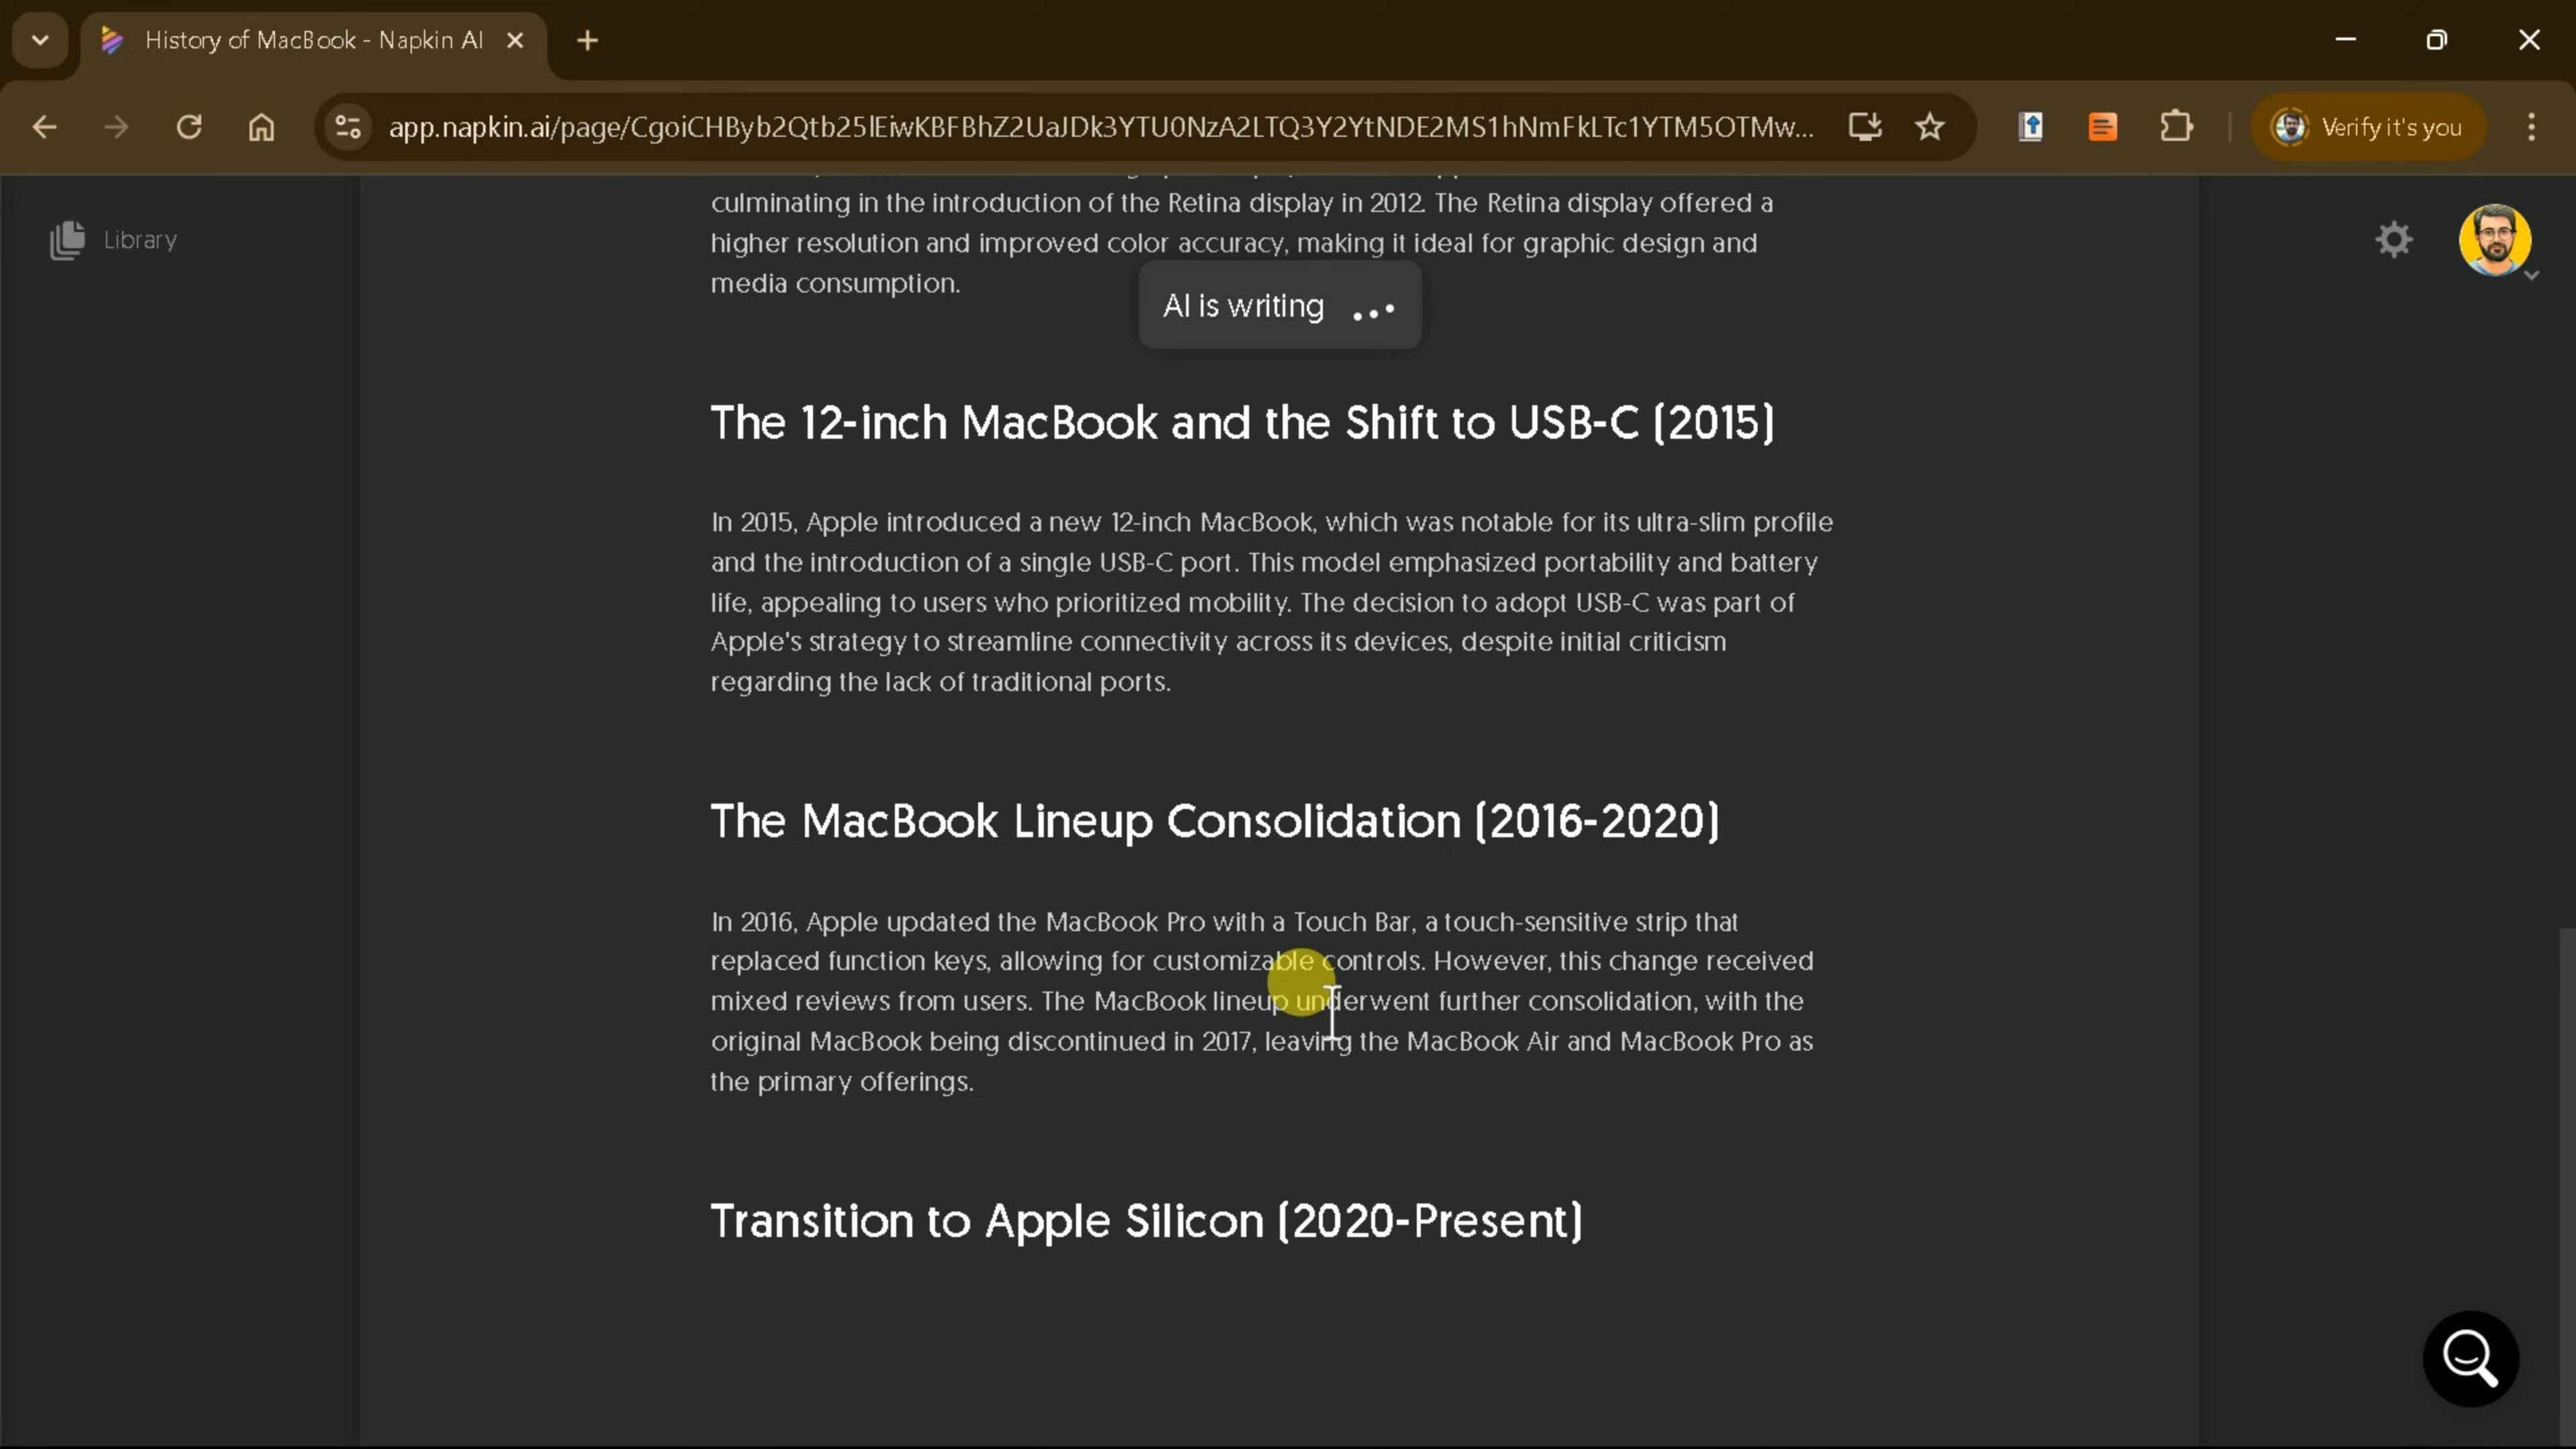 History of MacBook - Napkin AI
app.napkin.ai/page/CgoiCHByb2Qtb25lEiwKBFBhZ2UaJDk3YTU0NzA2LTQ3Y2YtNDE2MS1hNmFkLTc1YTM5OTMw...
Verify it's you
Library
culminating in the introduction of the Retina display in 2012. The Retina display offered a
higher resolution and improved color accuracy, making it ideal for graphic design and
media consumption.
AI is writing ...
The 12-inch MacBook and the Shift to USB-C (2015)
In 2015, Apple introduced a new 12-inch MacBook, which was notable for its ultra-slim profile
and the introduction of a single USB-C port. This model emphasized portability and battery
life, appealing to users who prioritized mobility. The decision to adopt USB-C was part of
Apple's strategy to streamline connectivity across its devices, despite initial criticism
regarding the lack of traditional ports.
The MacBook Lineup Consolidation (2016-2020)
In 2016, Apple updated the MacBook Pro with a Touch Bar, a touch-sensitive strip that
replaced function keys, allowing for customizable controls. However, this change received
mixed reviews from users. The MacBook lineup underwent further consolidation, with the
original MacBook being discontinued in 2017, leaving the MacBook Air and MacBook Pro as
the primary offerings.
Transition to Apple Silicon (2020-Present)